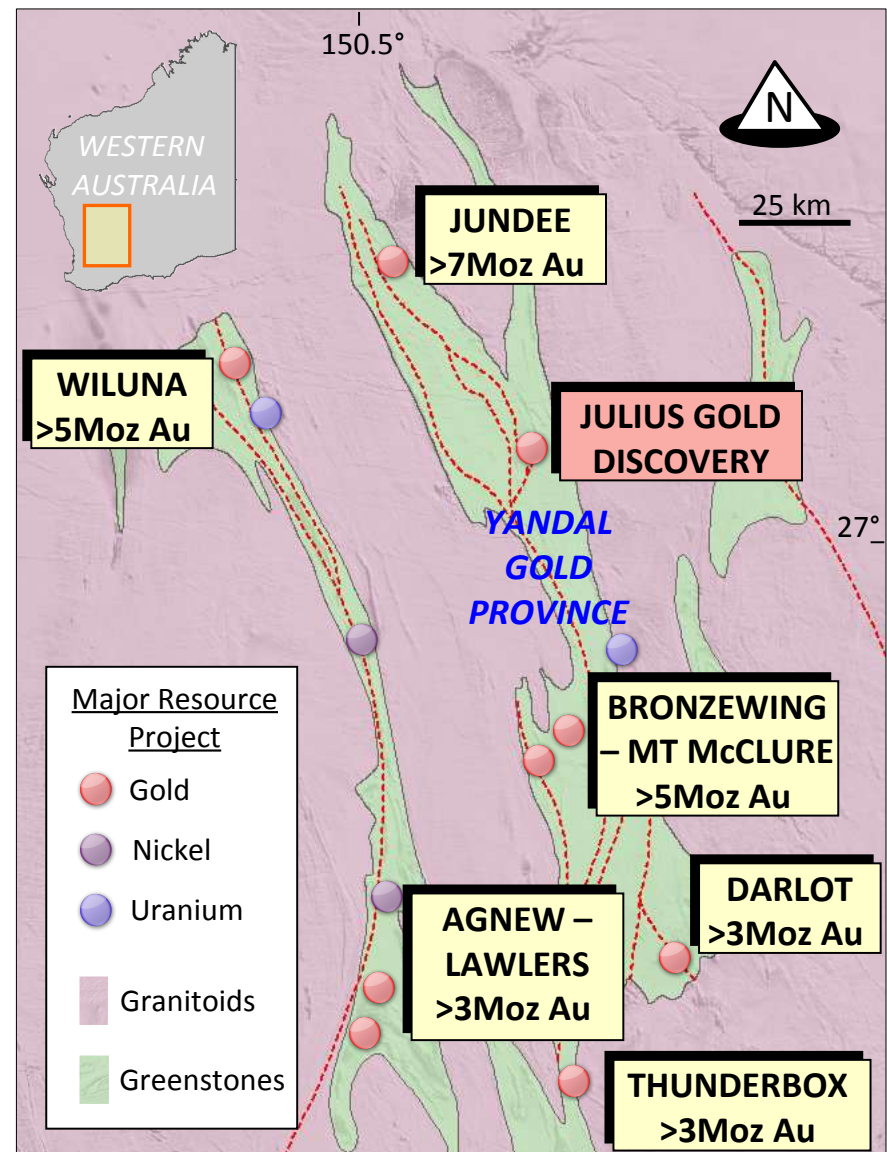 150.5°
WESTERN
AUSTRALIA
N
25 km
JUNDEE
>7Moz Au
WILUNA
>5Moz Au
JULIUS GOLD
DISCOVERY
27°
YANDAL
GOLD
PROVINCE
BRONZEWING
– MT McCLURE
>5Moz Au
Major Resource
Project
Gold
Nickel
Uranium
Granitoids
Greenstones
AGNEW –
LAWLERS
>3Moz Au
DARLOT
>3Moz Au
THUNDERBOX
>3Moz Au